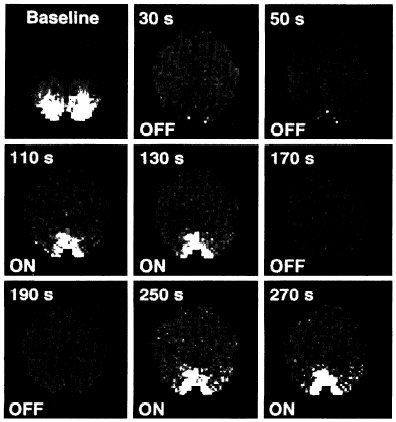 Baseline
30 s
OFF
50 s
OFF
110 s
ON
130 s
ON
170 s
OFF
190 s
OFF
250 s
ON
270 s
ON